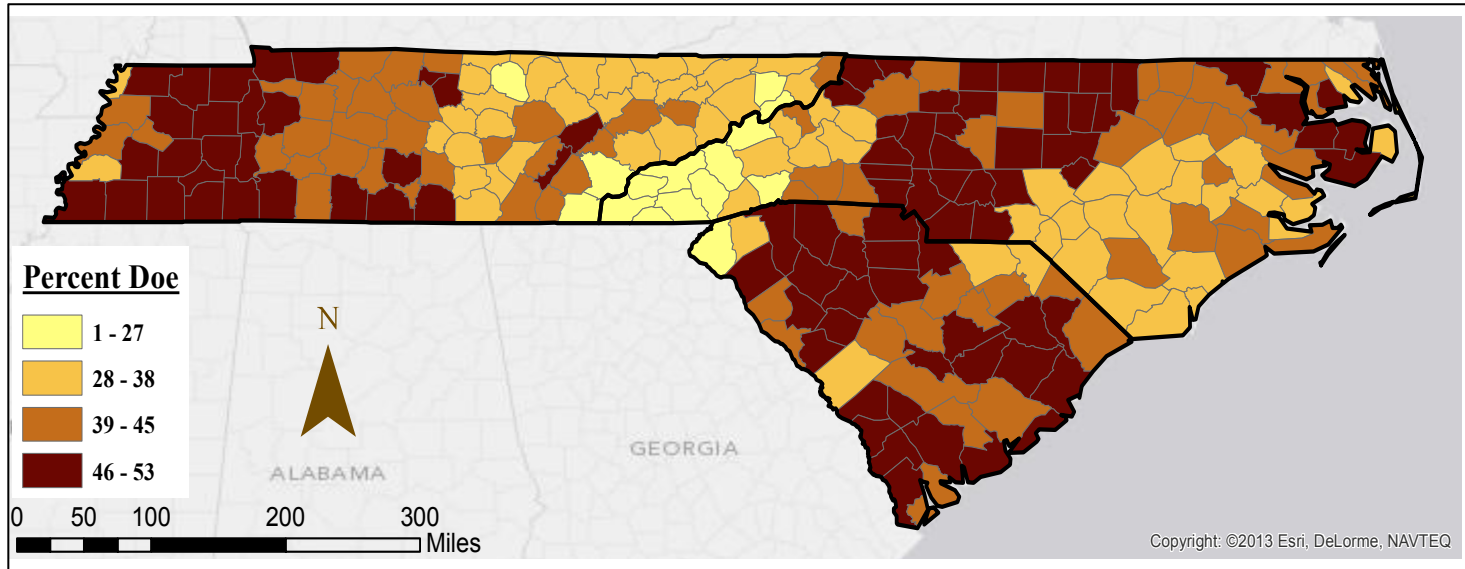 Percent Doe
1 - 27
28 - 38
39 - 45
46 - 53
N
ALABAMA
GEORGIA
0 50 100 200 300
Miles
Copyright: ©2013 Esri, DeLorme, NAVTEQ